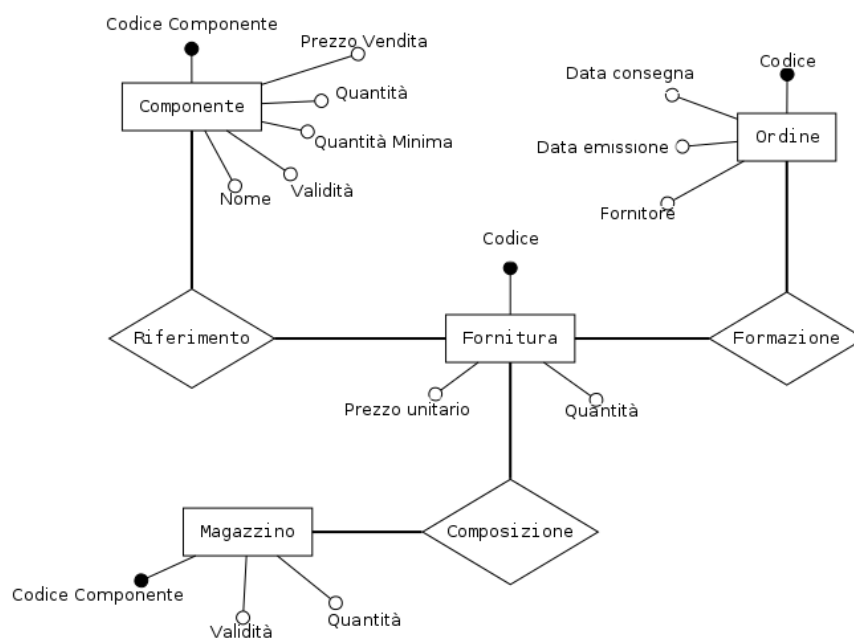 Codice Componente
Prezzo Vendita
Componente
Quantità
Quantità Minima
Validità
Nome
Data consegna
Codice
Ordine
Data emissione
Fornitore
Codice
Riferimento
Fornitura
Formazione
Prezzo unitario
Quantità
Magazzino
Composizione
Codice Componente
Validità
Quantità